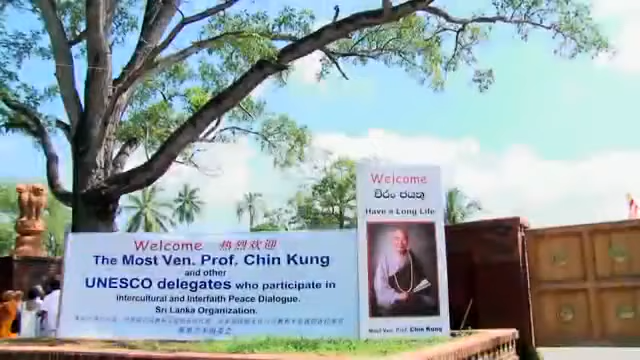 Welcome 热烈欢迎
The Most Ven. Prof. Chin Kung
and other
UNESCO delegates who participate in
Intercultural and Interfaith Peace Dialogue.
Sri Lanka Organization.
Welcome
චිරං ජයතු
Have a Long Life
Most Ven. Prof. Chin Kung